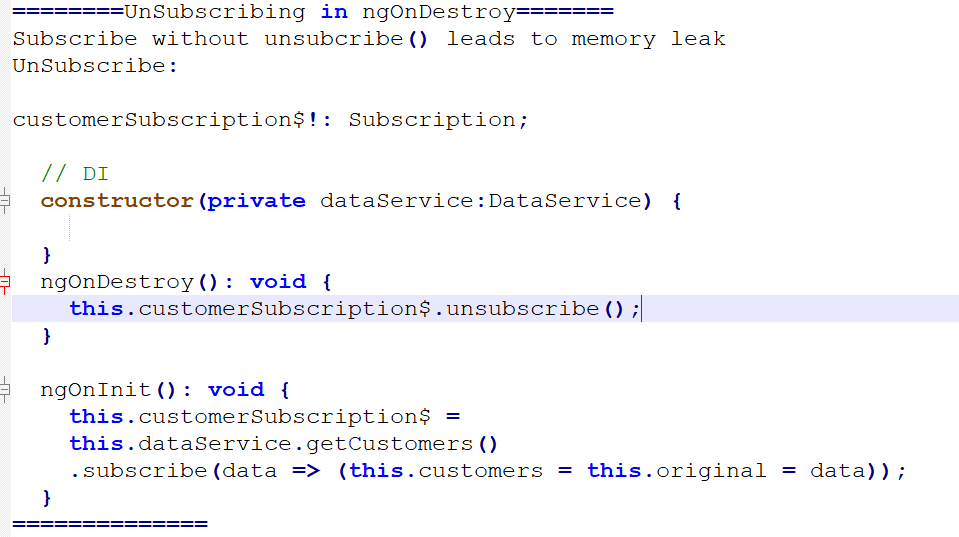 ========UnSubscribing in ngOnDestroy=======
Subscribe without unsubcribe() leads to memory leak
UnSubscribe:
customerSubscription$!: Subscription;
// DI
constructor(private dataService:DataService) {
}
ngOnDestroy(): void {
this.customerSubscription$.unsubscribe();
}
ngOnInit(): void {
this.customerSubscription$ =
this.dataService.getCustomers()
.subscribe(data => (this.customers = this.original = data));
}
==============